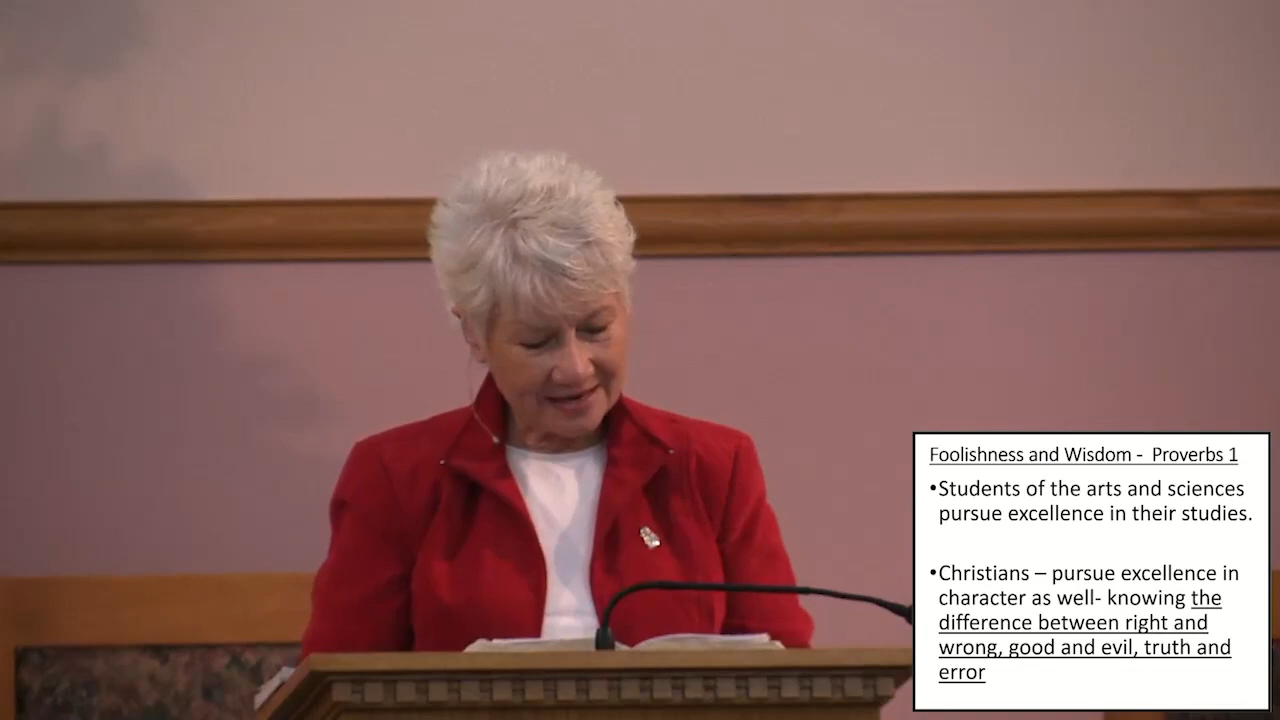 Foolishness and Wisdom - Proverbs 1
•Students of the arts and sciences
pursue excellence in their studies.
•Christians – pursue excellence in
character as well- knowing the
difference between right and
wrong, good and evil, truth and
error